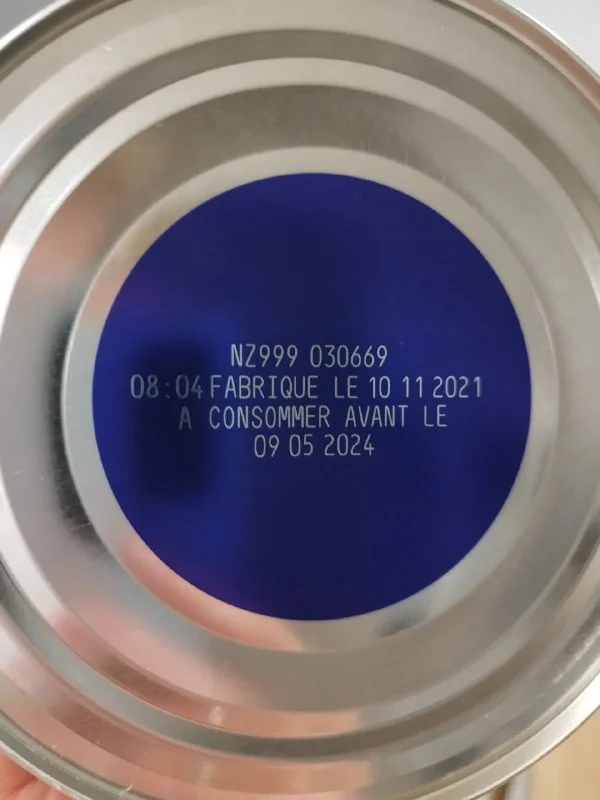 NZ999 030669
08:04 FABRIQUE LE 10 11 2021
A CONSOMMER AVANT LE
09 05 2024